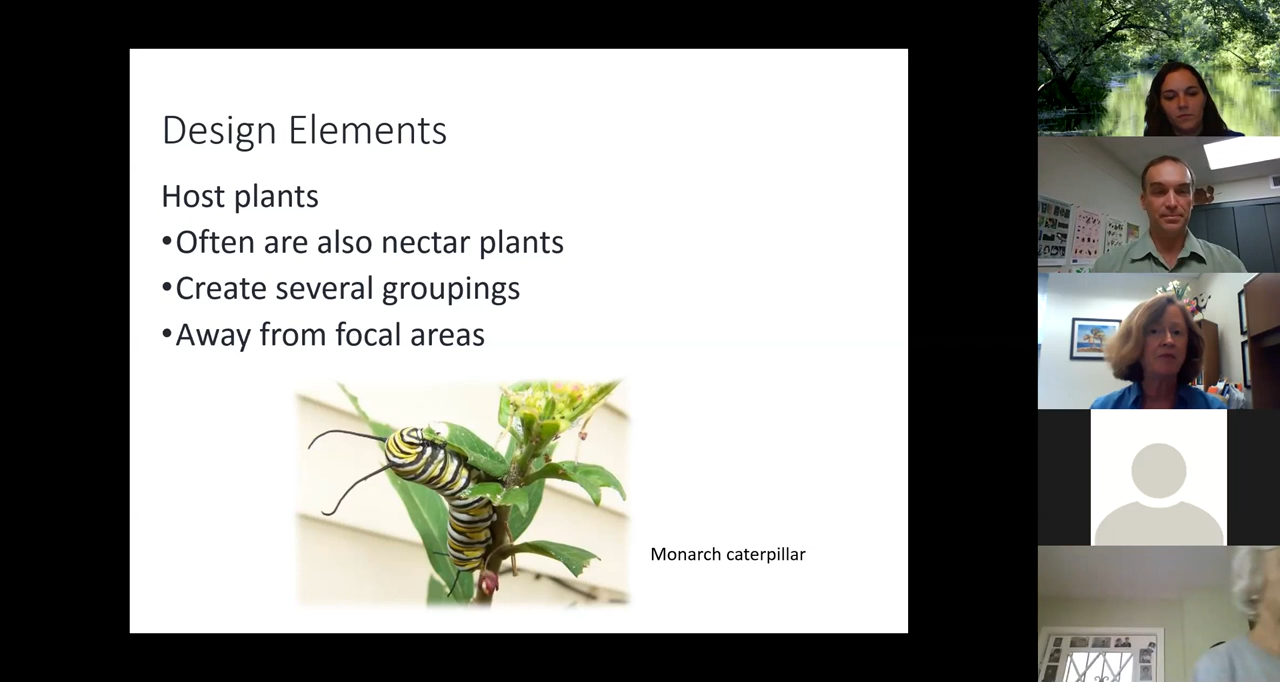 Design Elements
Host plants
•Often are also nectar plants
•Create several groupings
•Away from focal areas
Monarch caterpillar